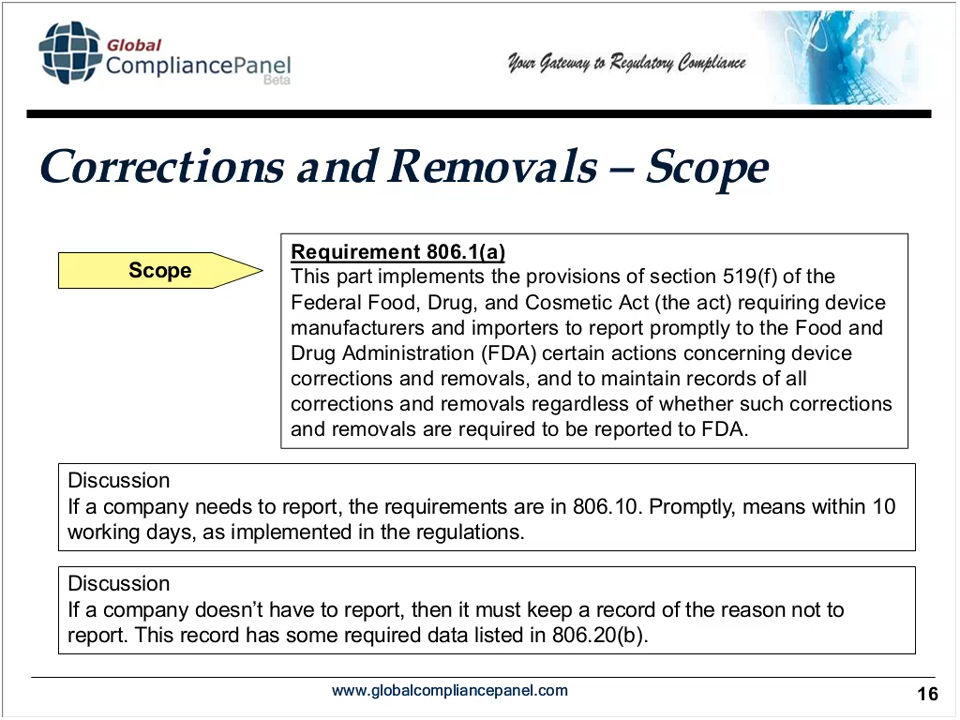 Global
CompliancePanel
Beta
Your Gateway to Regulatory Compliance
Corrections and Removals – Scope
Scope
Requirement 806.1(a)
This part implements the provisions of section 519(f) of the
Federal Food, Drug, and Cosmetic Act (the act) requiring device
manufacturers and importers to report promptly to the Food and
Drug Administration (FDA) certain actions concerning device
corrections and removals, and to maintain records of all
corrections and removals regardless of whether such corrections
and removals are required to be reported to FDA.
Discussion
If a company needs to report, the requirements are in 806.10. Promptly, means within 10
working days, as implemented in the regulations.
Discussion
If a company doesn’t have to report, then it must keep a record of the reason not to
report. This record has some required data listed in 806.20(b).
www.globalcompliancepanel.com
16